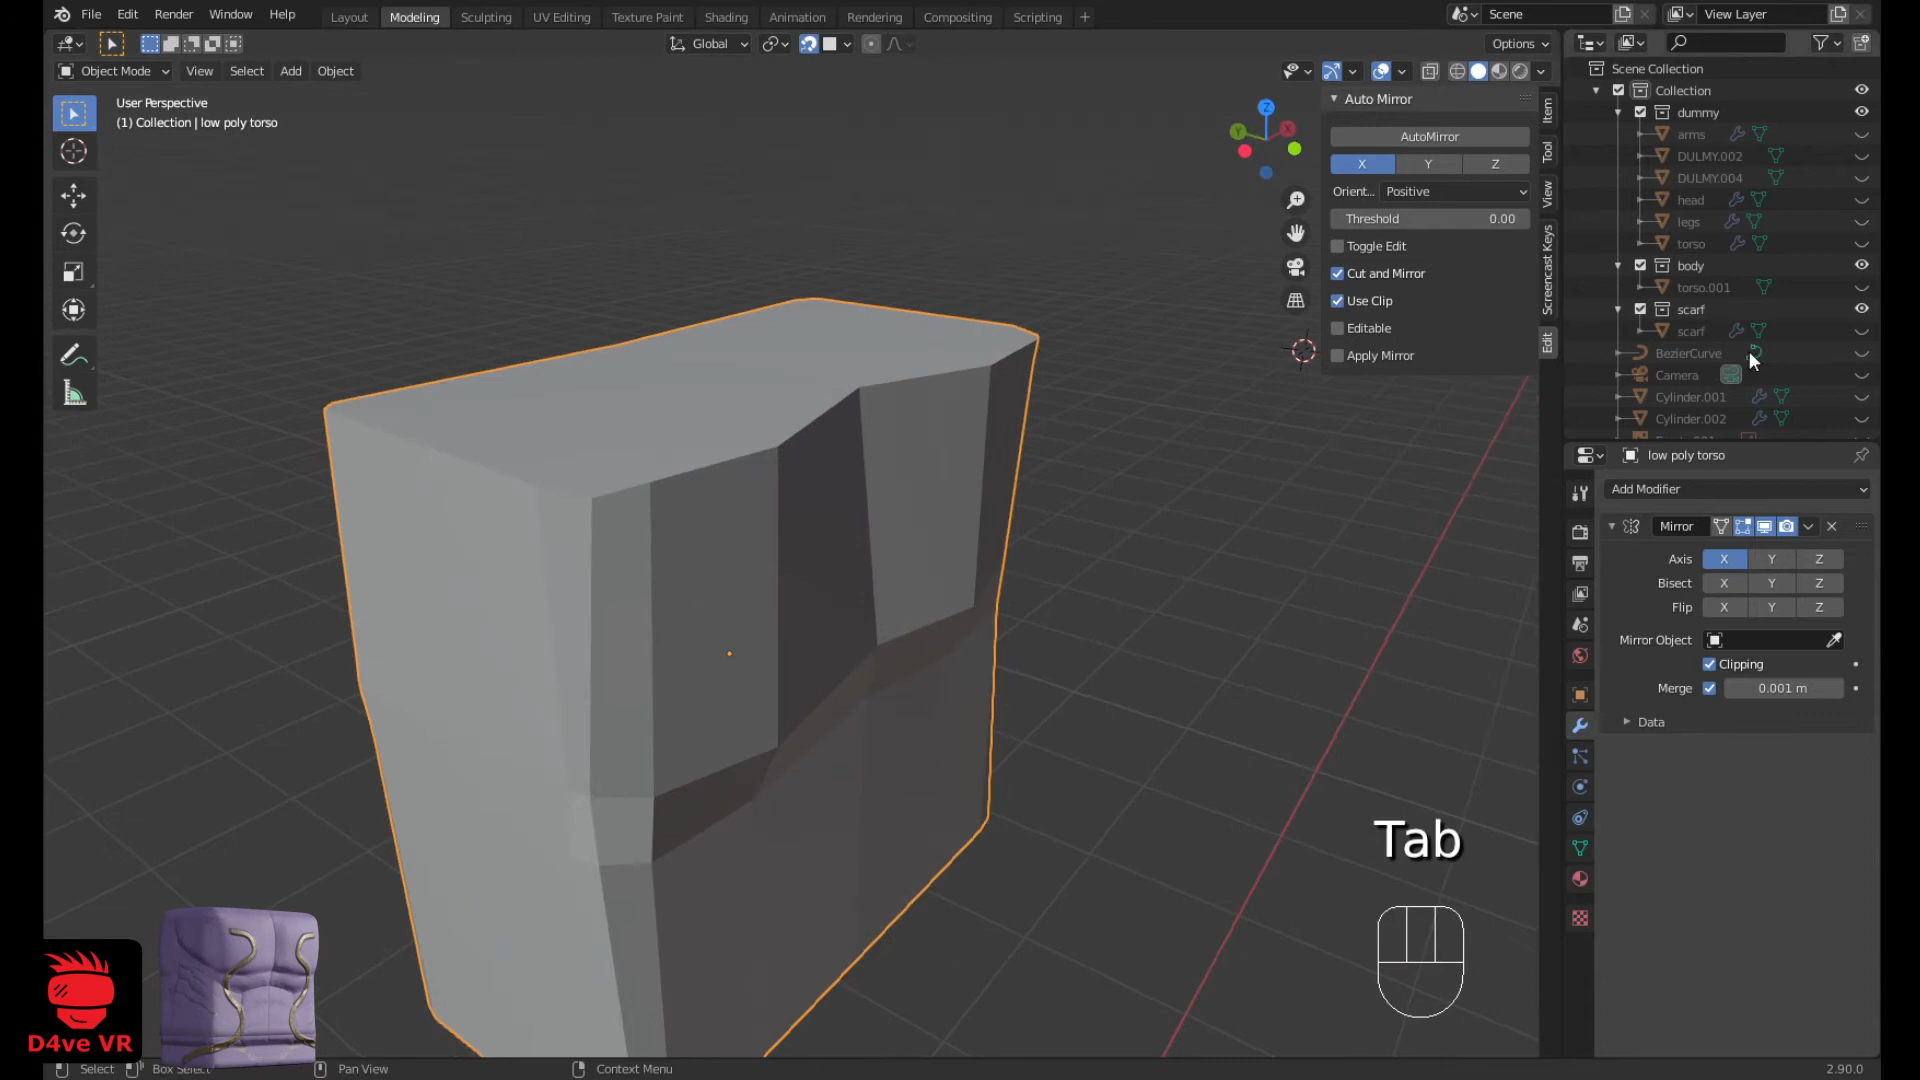 File Edit Render Window Help Layout Modeling Sculpting UV Editing Texture Paint Shading Animation Rendering Compositing Scripting + Scene View Layer
Global Options
Object Mode View Select Add Object
User Perspective
(1) Collection | low poly torso
Z
Y
X
Auto Mirror
AutoMirror
X Y Z
Orient... Positive
Threshold 0.00
Toggle Edit
Cut and Mirror
Use Clip
Editable
Apply Mirror
Item
Tool
View
Screencast Keys
Edit
Scene Collection
Collection
dummy
arms
DULMY.002
DULMY.004
head
legs
torso
body
torso.001
scarf
scarf
BezierCurve
Camera
Cylinder.001
Cylinder.002
low poly torso
Add Modifier
Mirror
Axis X Y Z
Bisect X Y Z
Flip X Y Z
Mirror Object
Clipping
Merge 0.001 m
Data
Tab
D4ve VR
Select Box Select Pan View Context Menu 2.90.0